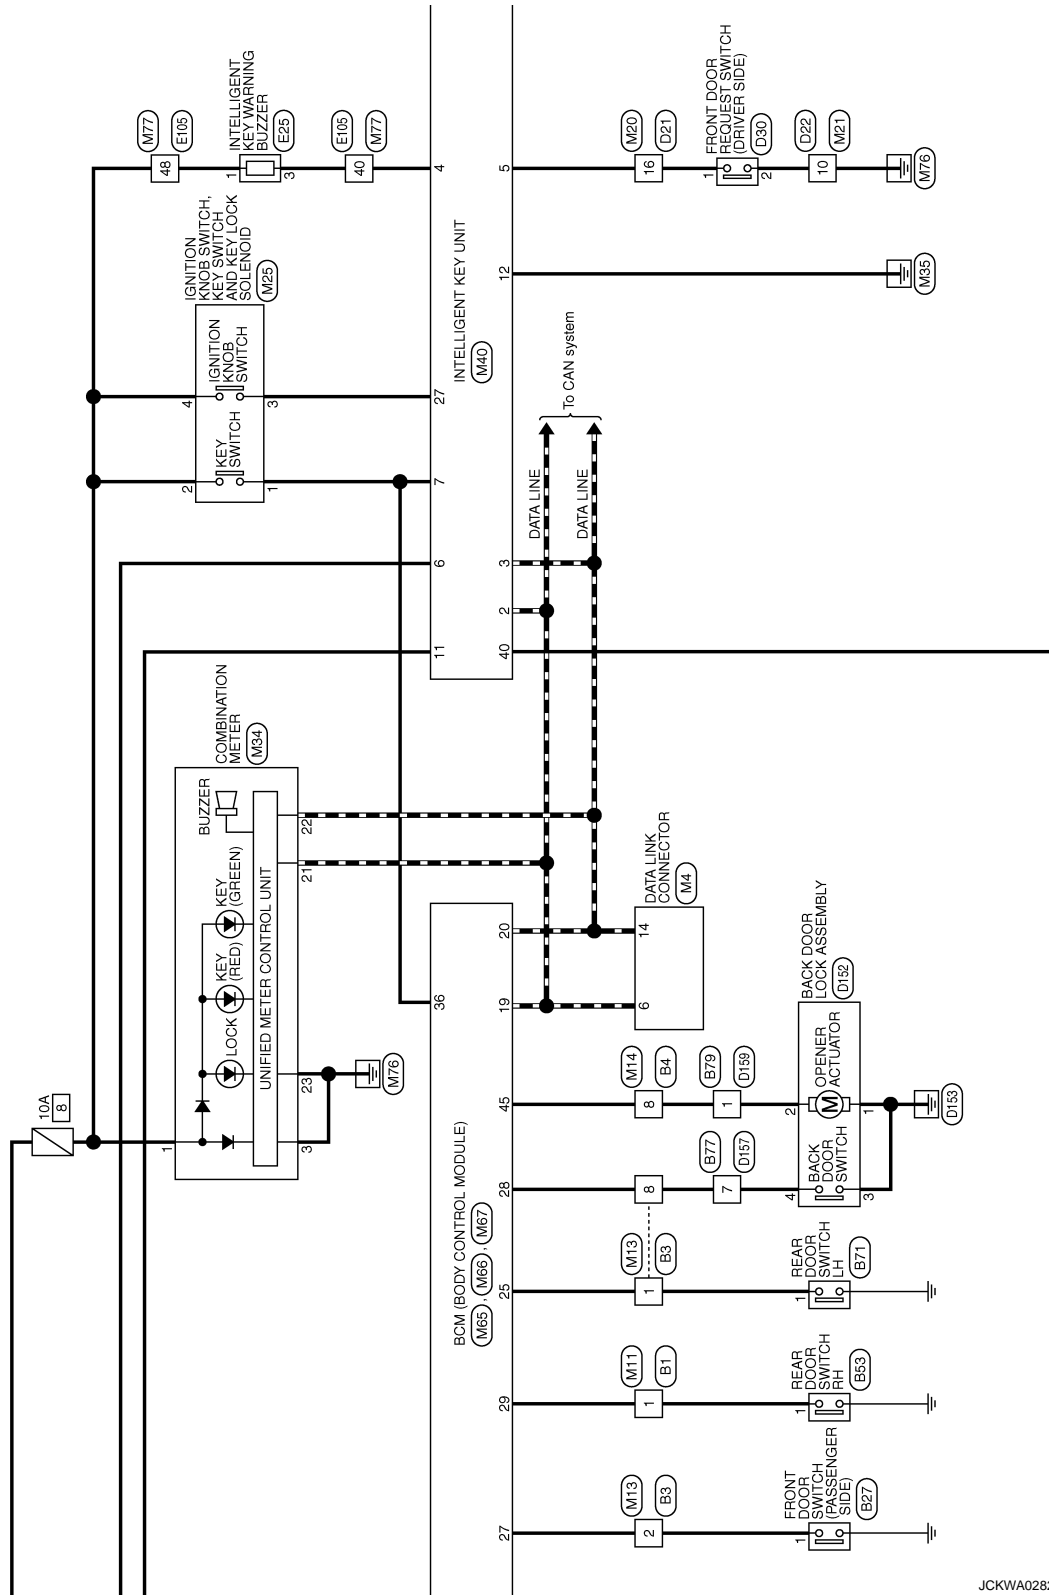 10A
8
M77
E105
48
1
INTELLIGENT
KEY WARNING
BUZZER
E25
3
E105
M77
40
4
IGNITION
KNOB SWITCH,
KEY SWITCH
AND KEY LOCK
SOLENOID
M25
4
IGNITION
KNOB
SWITCH
3
27
2
KEY
SWITCH
1
7
6
11
INTELLIGENT KEY UNIT
M40
5
12
3
2
40
M20
D21
16
FRONT DOOR
REQUEST SWITCH
(DRIVER SIDE)
D30
1
2
D22
M21
10
M76
M35
To CAN system
DATA LINE
DATA LINE
COMBINATION
METER
M34
BUZZER
KEY
(GREEN)
KEY
(RED)
LOCK
UNIFIED METER CONTROL UNIT
1
22
21
23
3
M76
36
BCM (BODY CONTROL MODULE)
M65 , M66 , M67
20
19
45
28
25
29
27
DATA LINK
CONNECTOR
M4
14
6
M14
B4
8
B79
D159
1
BACK DOOR
LOCK ASSEMBLY
D152
OPENER
ACTUATOR
M
2
1
D153
8
B77
D157
7
BACK
DOOR
SWITCH
4
3
M13
B3
1
REAR
DOOR
SWITCH
LH
B71
1
M11
B1
1
REAR
DOOR
SWITCH
RH
B53
1
M13
B3
2
FRONT
DOOR
SWITCH
(PASSENGER
SIDE)
B27
1